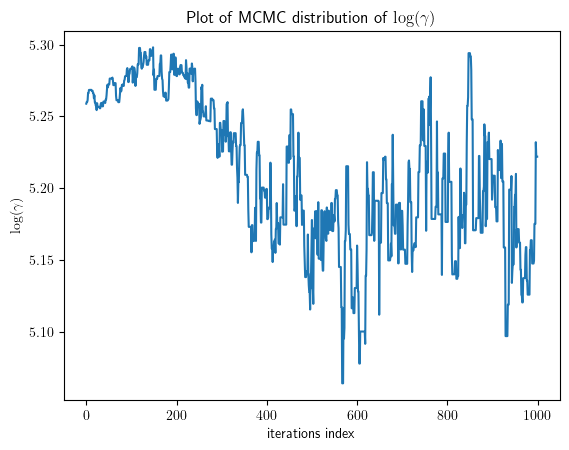 Plot of MCMC distribution of log(γ)
5.30
5.25
5.20
5.15
5.10
log(γ)
0 200 400 600 800 1000
iterations index